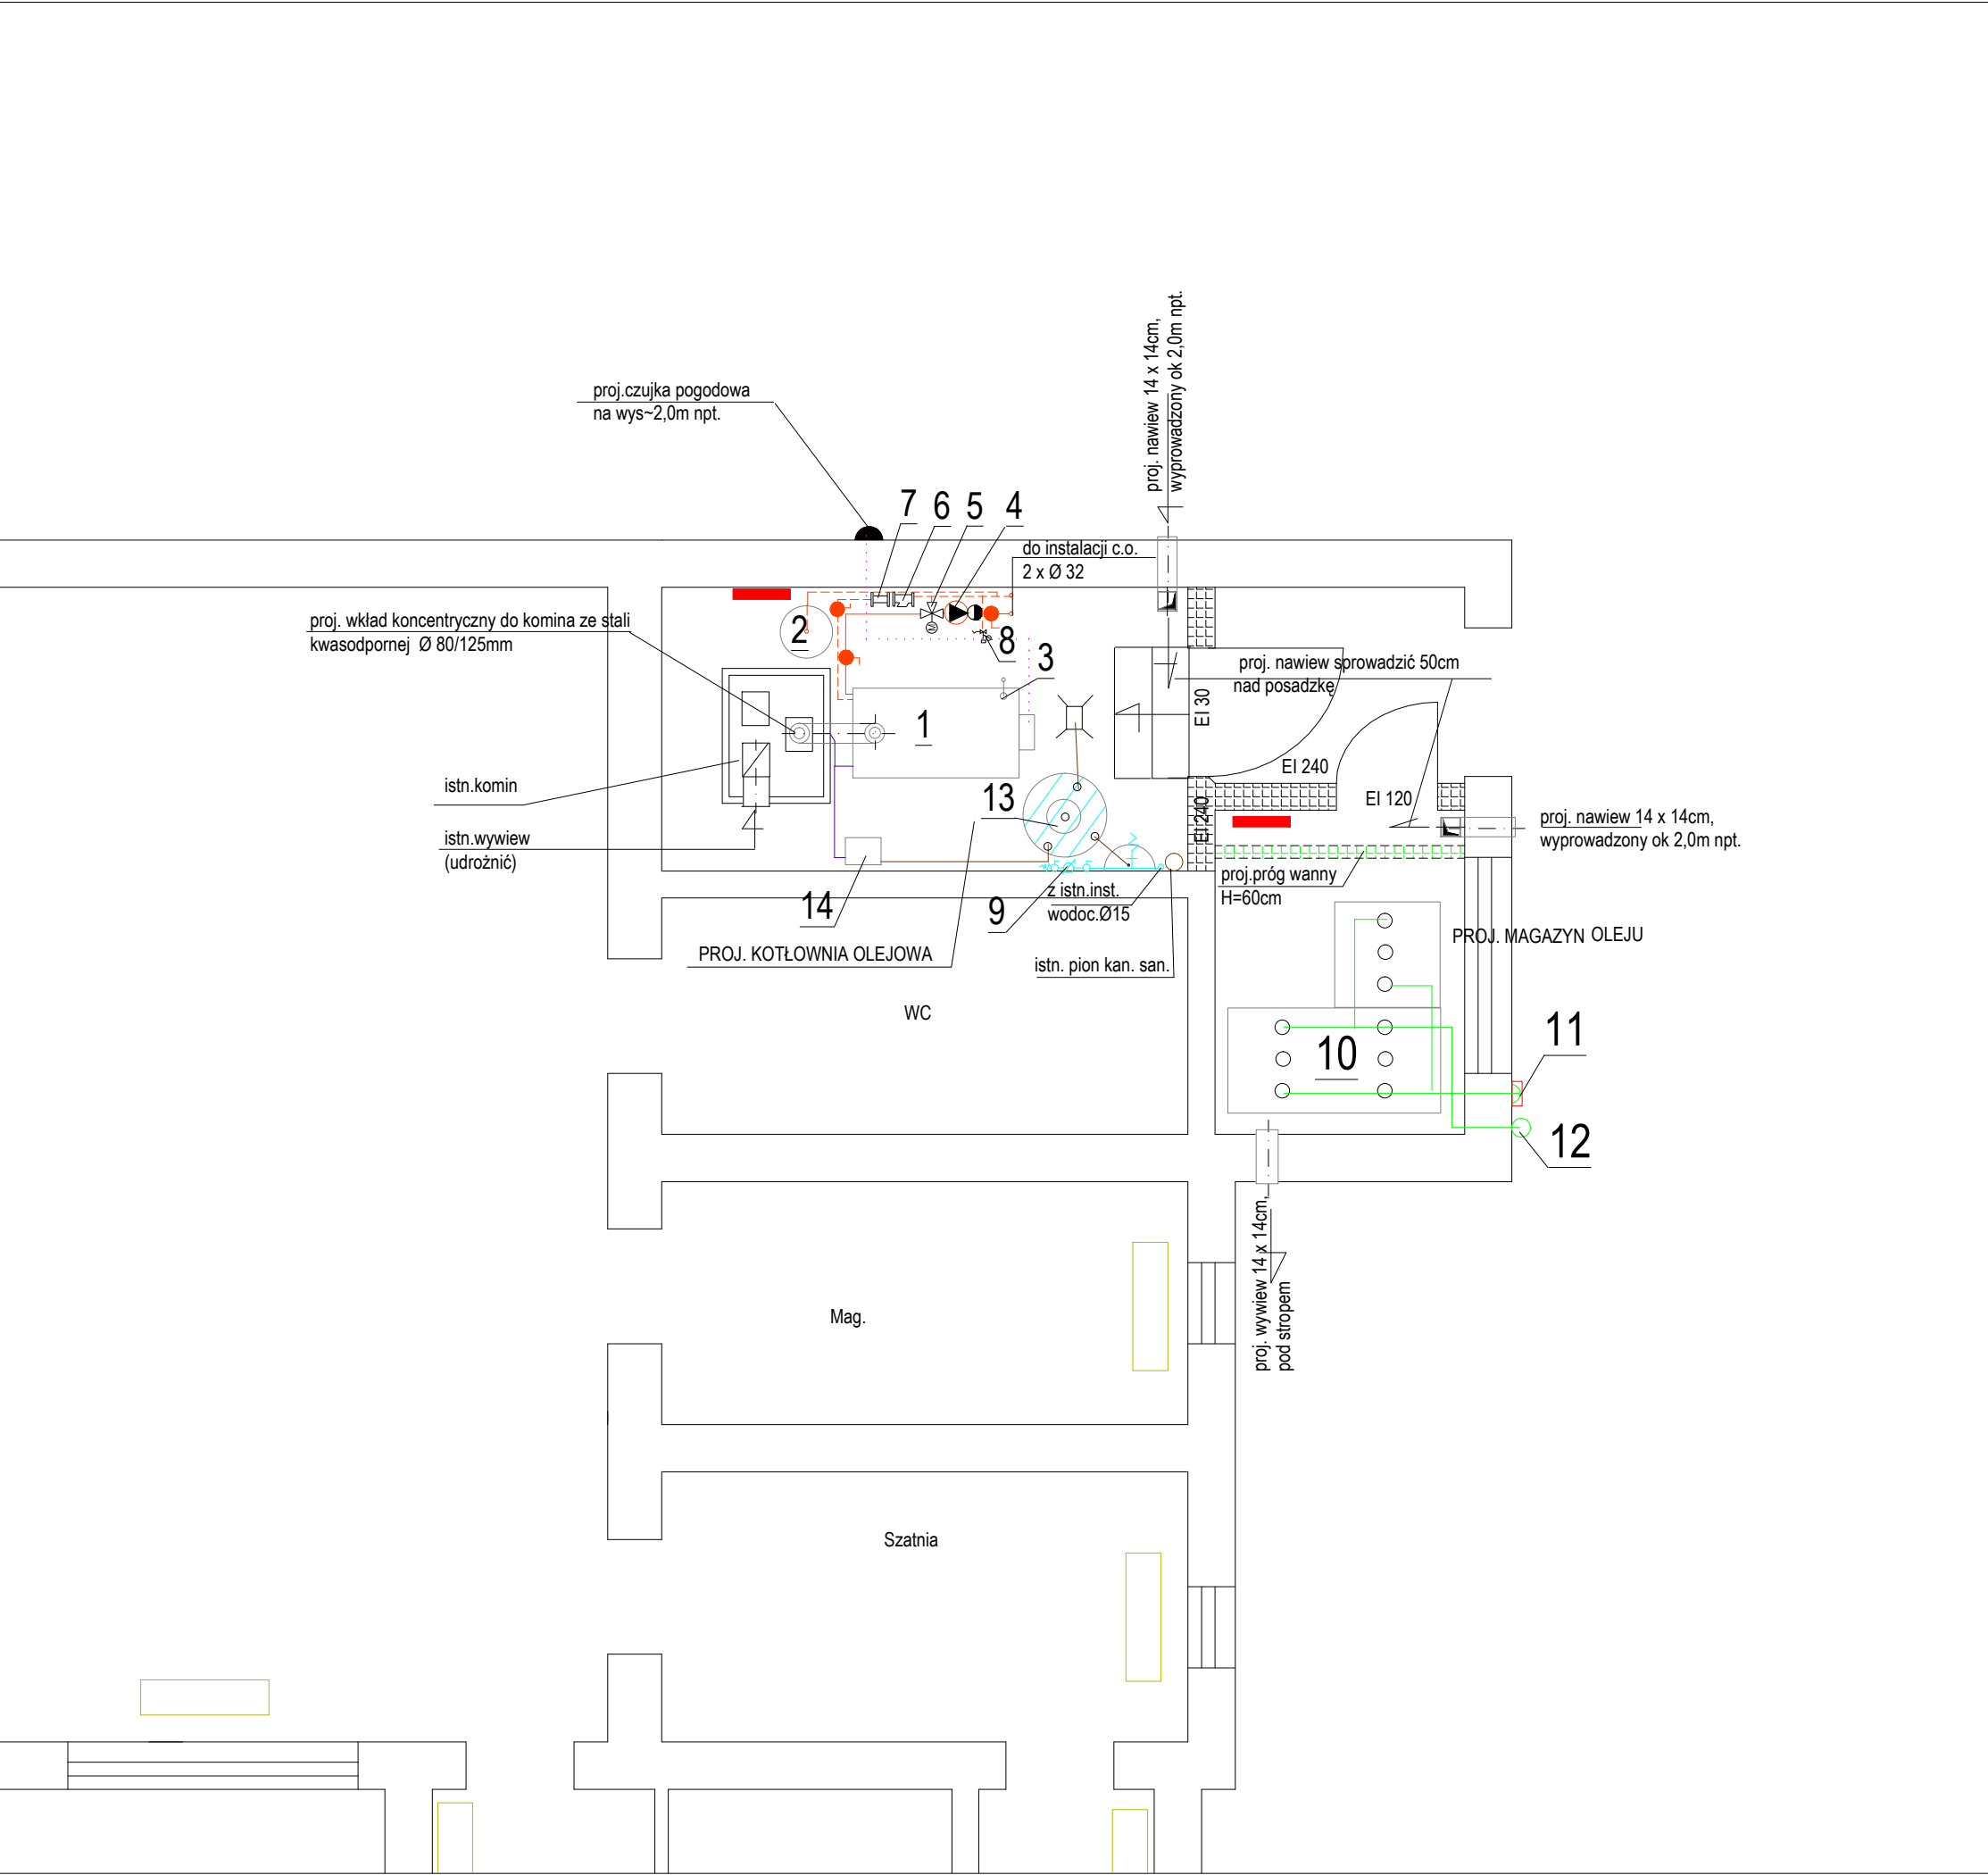 proj. nawiew 14 x 14cm,
wyprowadzony ok 2,0m npt.
proj.czujka pogodowa
na wys~2,0m npt.
7
6
5
4
do instalacji c.o.
2 x Ø 32
proj. wkład koncentryczny do komina ze stali
kwasodpornej Ø 80/125mm
2
8
3
1
proj. nawiew sprowadzić 50cm
nad posadzkę
EI 30
EI 240
EI 120
EI 240
istn.komin
13
proj. nawiew 14 x 14cm,
wyprowadzony ok 2,0m npt.
istn.wywiew
(udrożnić)
proj.próg wanny
H=60cm
14
9
z istn.inst.
wodoc.Ø15
PROJ. KOTŁOWNIA OLEJOWA
istn. pion kan. san.
PROJ. MAGAZYN OLEJU
WC
10
11
12
proj. wywiew 14 x 14cm,
pod stropem
Mag.
Szatnia